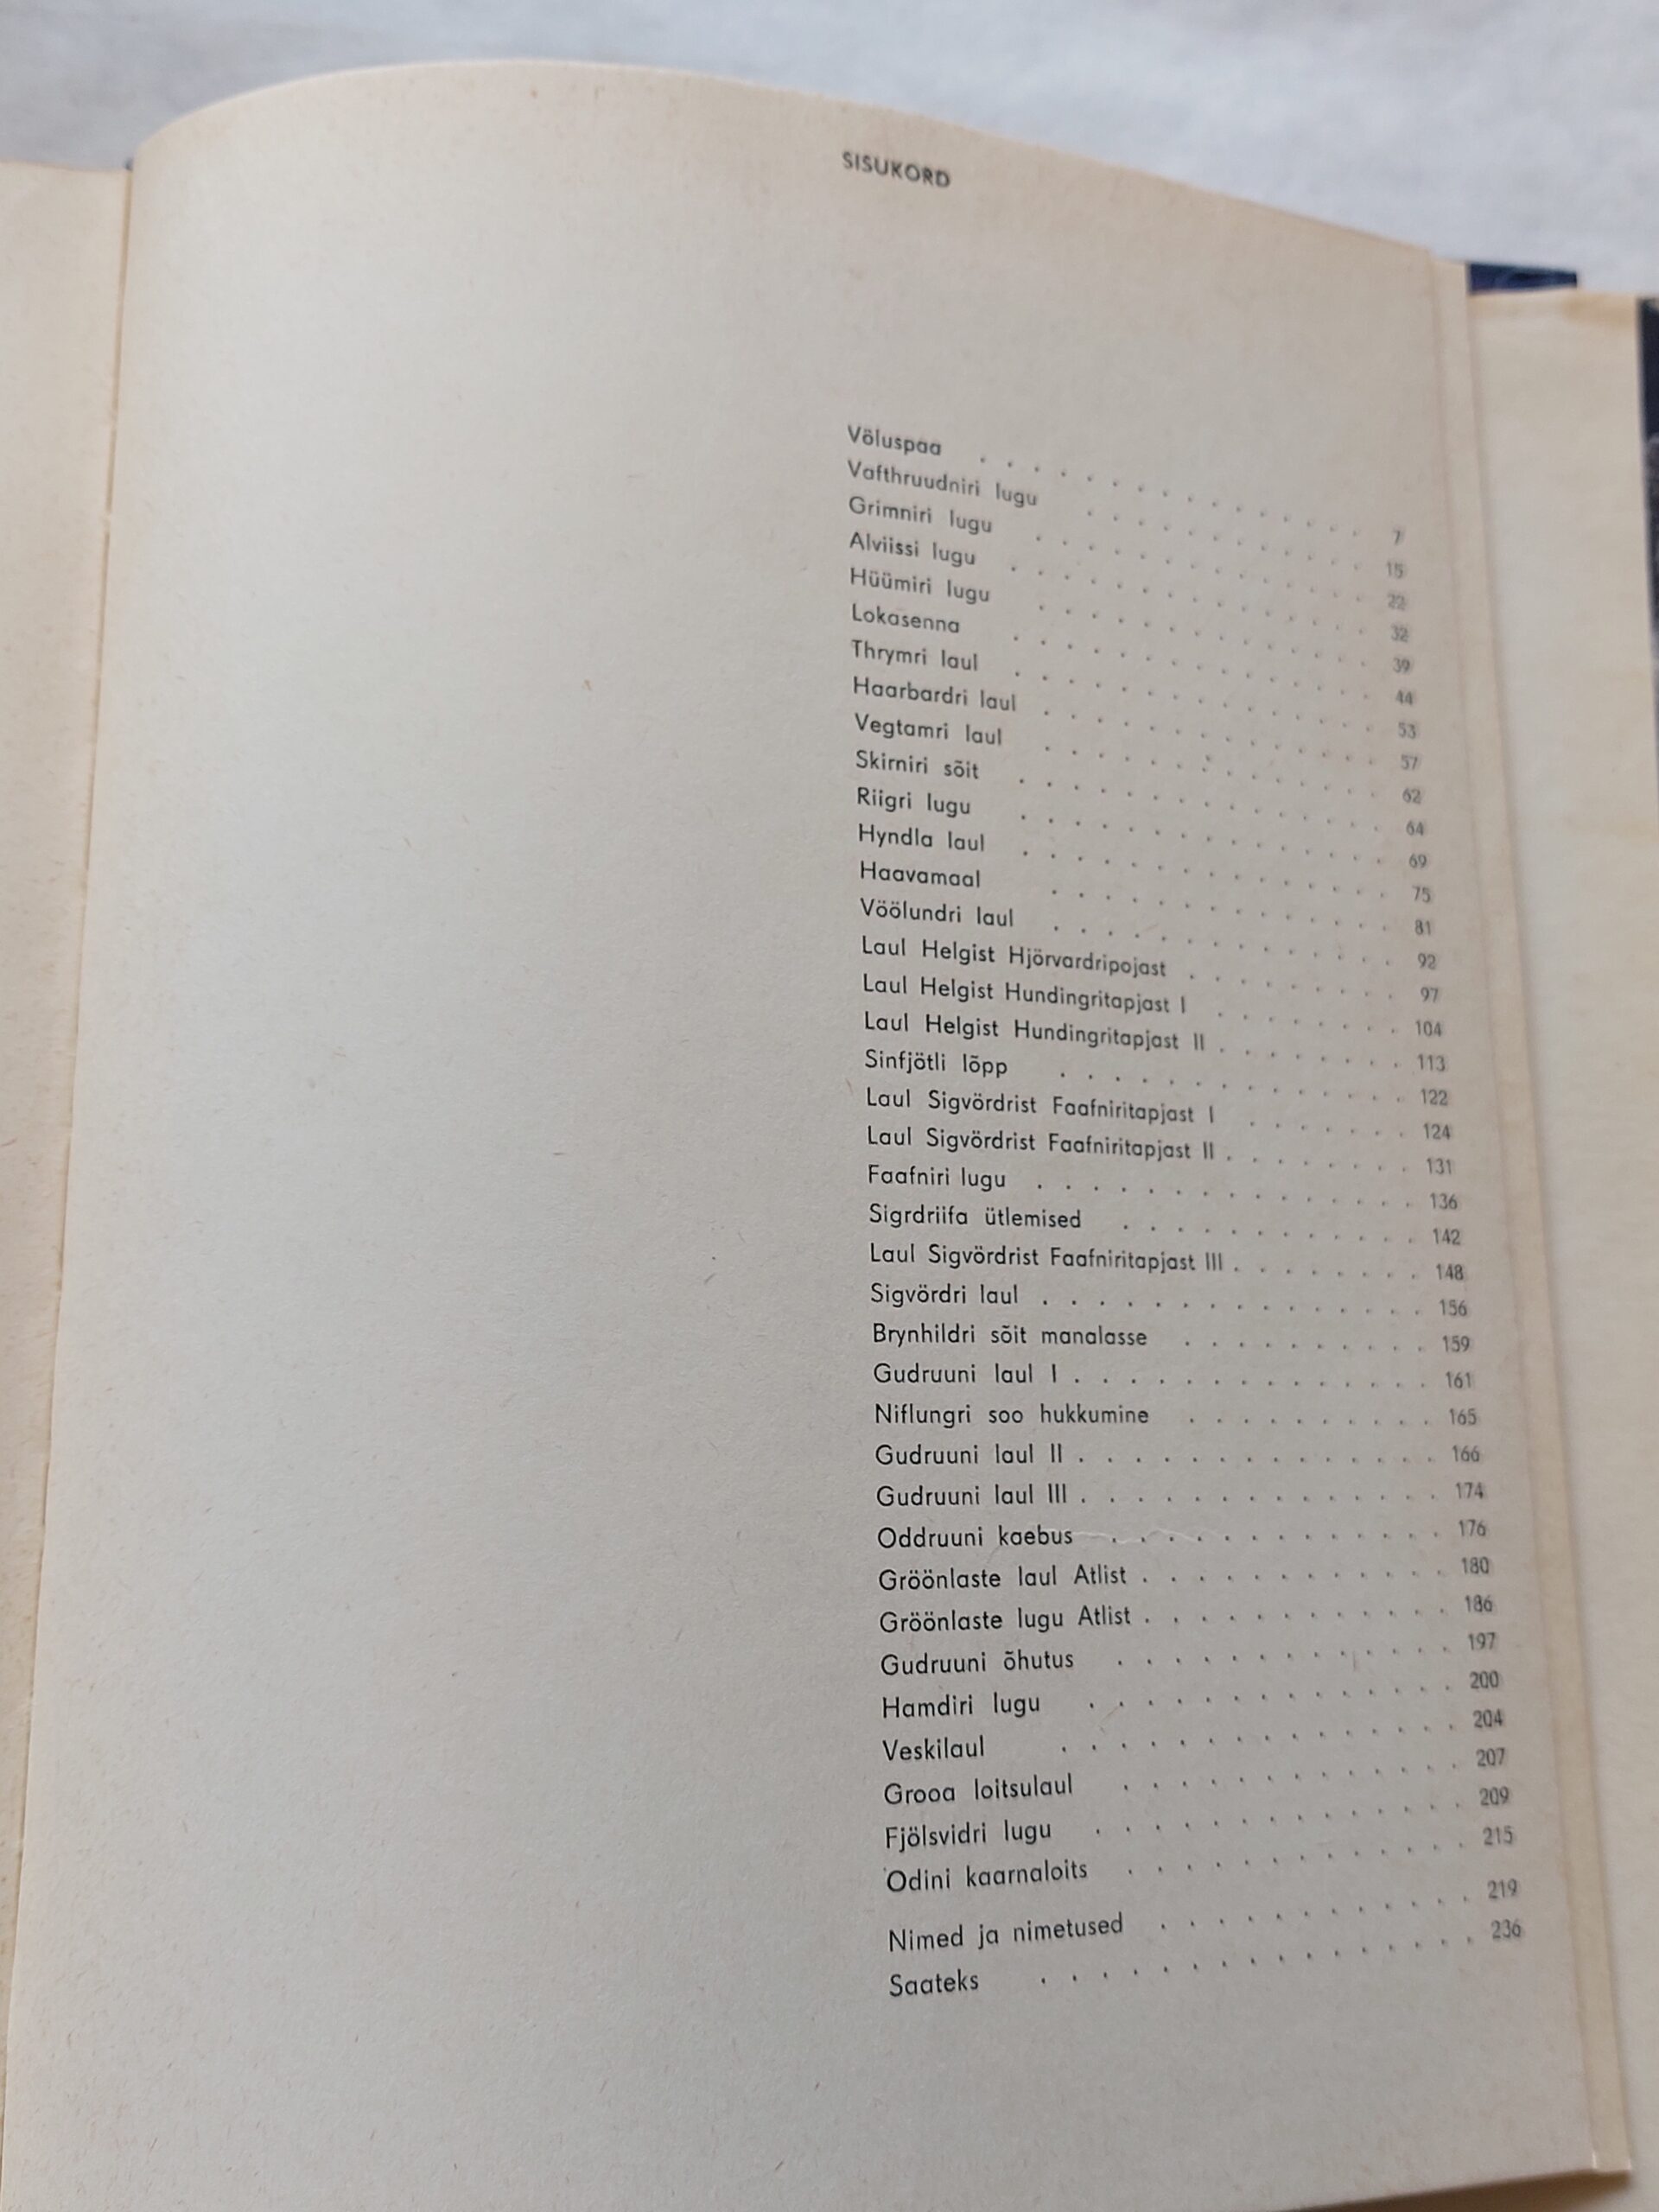 SISUKORD
Völuspaa . . . . . . . . . . . . . . . 7
Vafthruudniri lugu . . . . . . . . . . . 15
Grimniri lugu . . . . . . . . . . . . . 22
Alviissi lugu . . . . . . . . . . . . . . 32
Hüümiri lugu . . . . . . . . . . . . . 39
Lokasenna . . . . . . . . . . . . . . 44
Thrymri laul . . . . . . . . . . . . . . 53
Haarbardri laul . . . . . . . . . . . . . 57
Vegtamri laul . . . . . . . . . . . . . 62
Skirniri sõit . . . . . . . . . . . . . . 64
Riigri lugu . . . . . . . . . . . . . . 69
Hyndla laul . . . . . . . . . . . . . . 75
Haavamaal . . . . . . . . . . . . . 81
Vöölundri laul . . . . . . . . . . . . . 92
Laul Helgist Hjörvardripojast . . . . . . . . 97
Laul Helgist Hundingritapjast I . . . . . . . 104
Laul Helgist Hundingritapjast II . . . . . . . 113
Sinfjötli lõpp . . . . . . . . . . . . . 122
Laul Sigvördrist Faafniritapjast I . . . . . . 124
Laul Sigvördrist Faafniritapjast II . . . . . . . 131
Faafniri lugu . . . . . . . . . . . . . . 136
Sigrdriifa ütlemised . . . . . . . . . . . 142
Laul Sigvördrist Faafniritapjast III . . . . . . . 148
Sigvördri laul . . . . . . . . . . . . . . 156
Brynhildri sõit manalasse . . . . . . . . . 159
Gudruuni laul I . . . . . . . . . . . . . 161
Niflungri soo hukkumine . . . . . . . . . 165
Gudruuni laul II . . . . . . . . . . . . . 166
Gudruuni laul III . . . . . . . . . . . . . 174
Oddruuni kaebus . . . . . . . . . . . . 176
Gröönlaste laul Atlist . . . . . . . . . . . 180
Gröönlaste lugu Atlist . . . . . . . . . . . 186
Gudruuni õhutus . . . . . . . . . . . . 197
Hamdiri lugu . . . . . . . . . . . . . 200
Veskilaul . . . . . . . . . . . . . . 204
Grooa loitsulaul . . . . . . . . . . . . 207
Fjölsvidri lugu . . . . . . . . . . . . . 209
Odini kaarnaloits . . . . . . . . . . . . 215
Nimed ja nimetused . . . . . . . . . . . 219
Saateks . . . . . . . . . . . . . . . 236